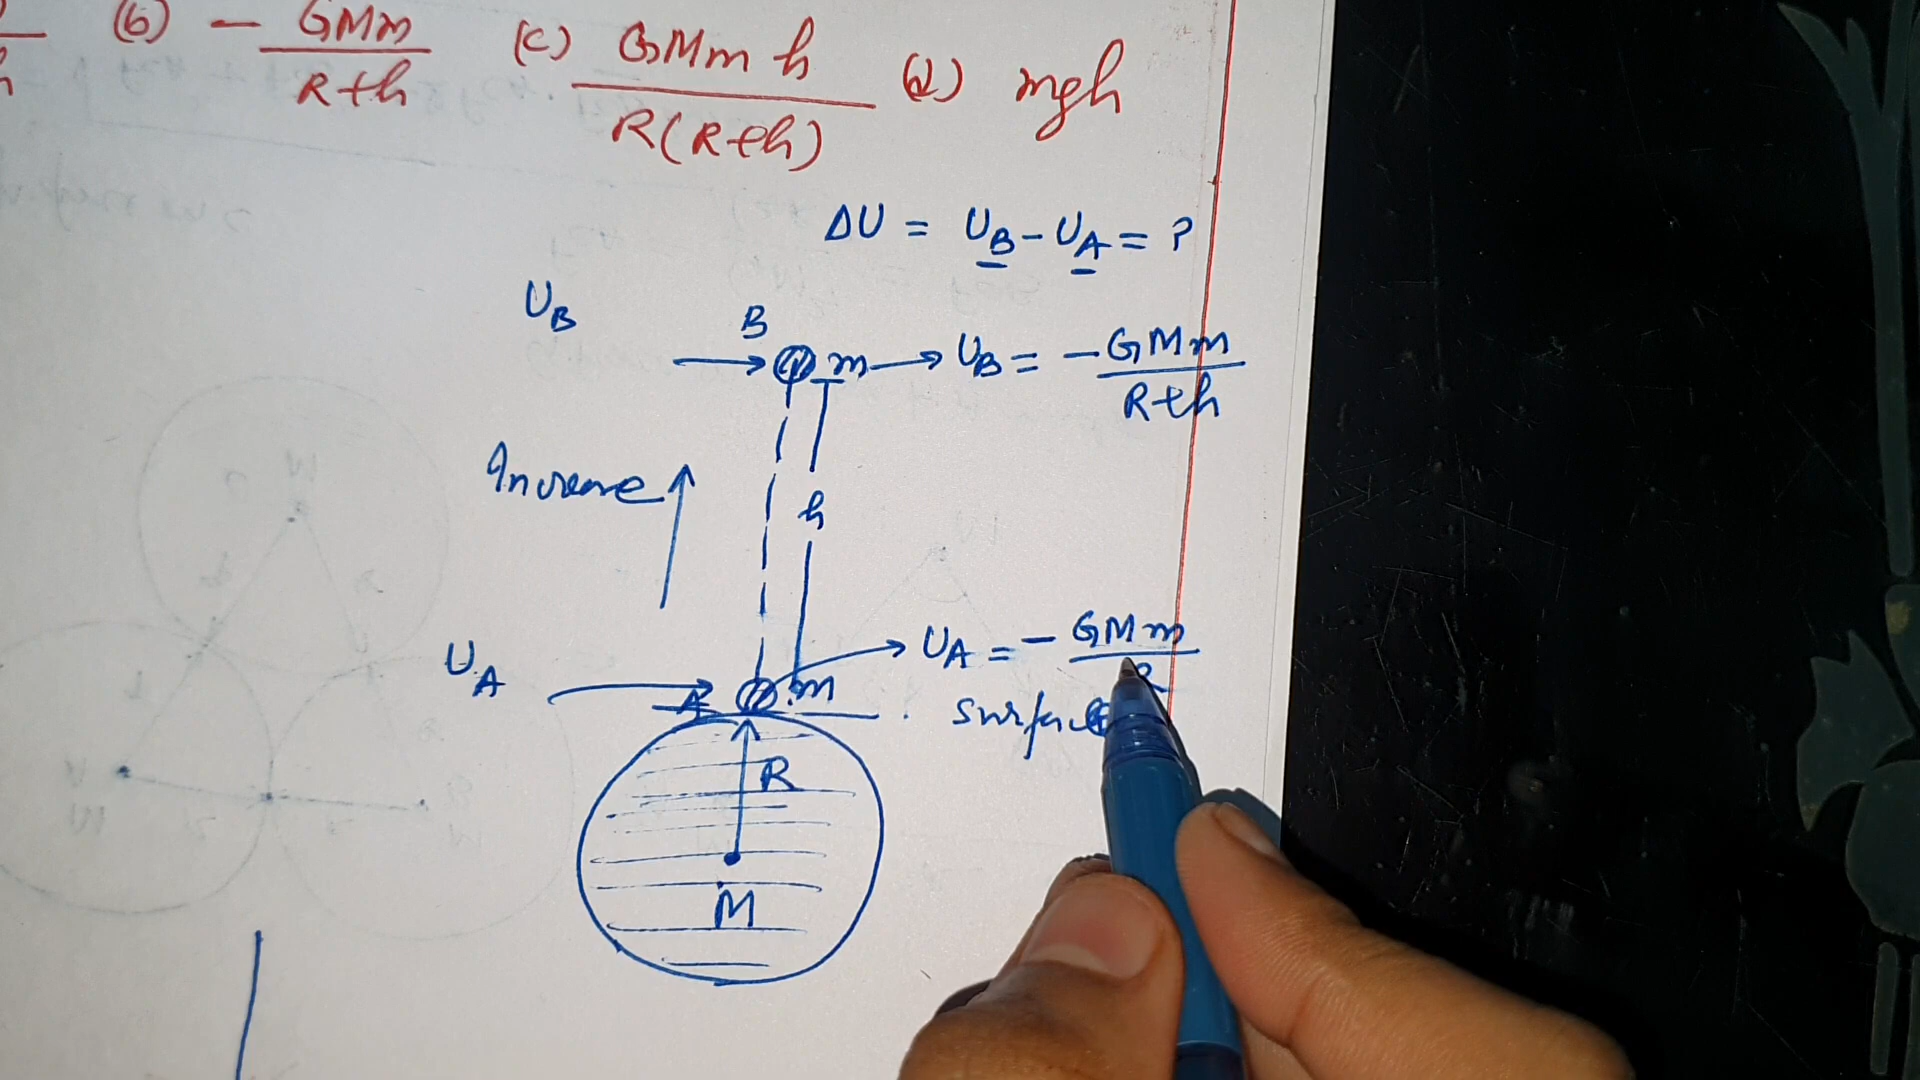 (b) - GMm / R+h (c) GMm h / R(R+h) (d) mgh
ΔU = U_B - U_A = ?
U_B
B
m → U_B = - GMm / R+h
Increase ↑
h
U_A
A m → U_A = - GMm / R
surface
R
M